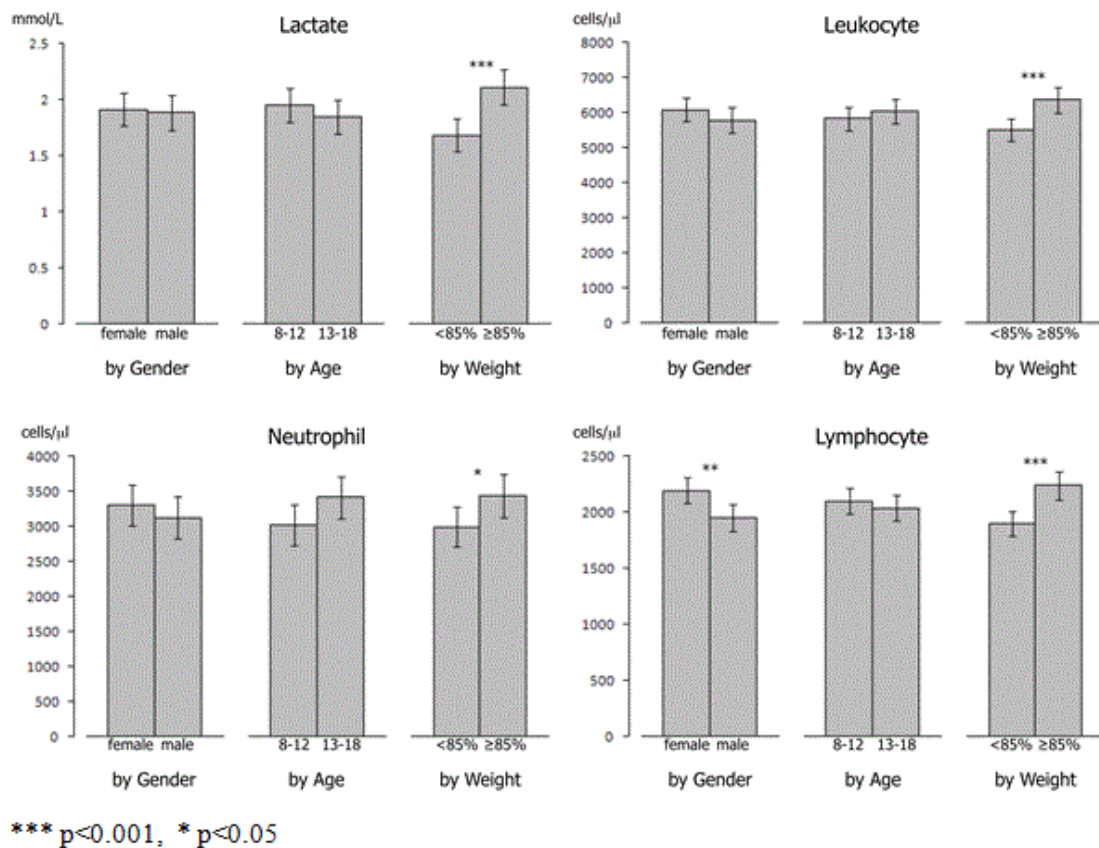 mmol/L
Lactate
2.5
2
1.5
1
0.5
0
***
female male
8-12 13-18
<85% ≥85%
by Gender
by Age
by Weight
cells/µl
Leukocyte
8000
7000
6000
5000
4000
3000
2000
1000
0
***
female male
8-12 13-18
<85% ≥85%
by Gender
by Age
by Weight
cells/µl
Neutrophil
4000
3500
3000
2500
2000
1500
1000
500
0
*
female male
8-12 13-18
<85% ≥85%
by Gender
by Age
by Weight
cells/µl
Lymphocyte
2500
2000
1500
1000
500
0
**
***
female male
8-12 13-18
<85% ≥85%
by Gender
by Age
by Weight
*** p<0.001, * p<0.05